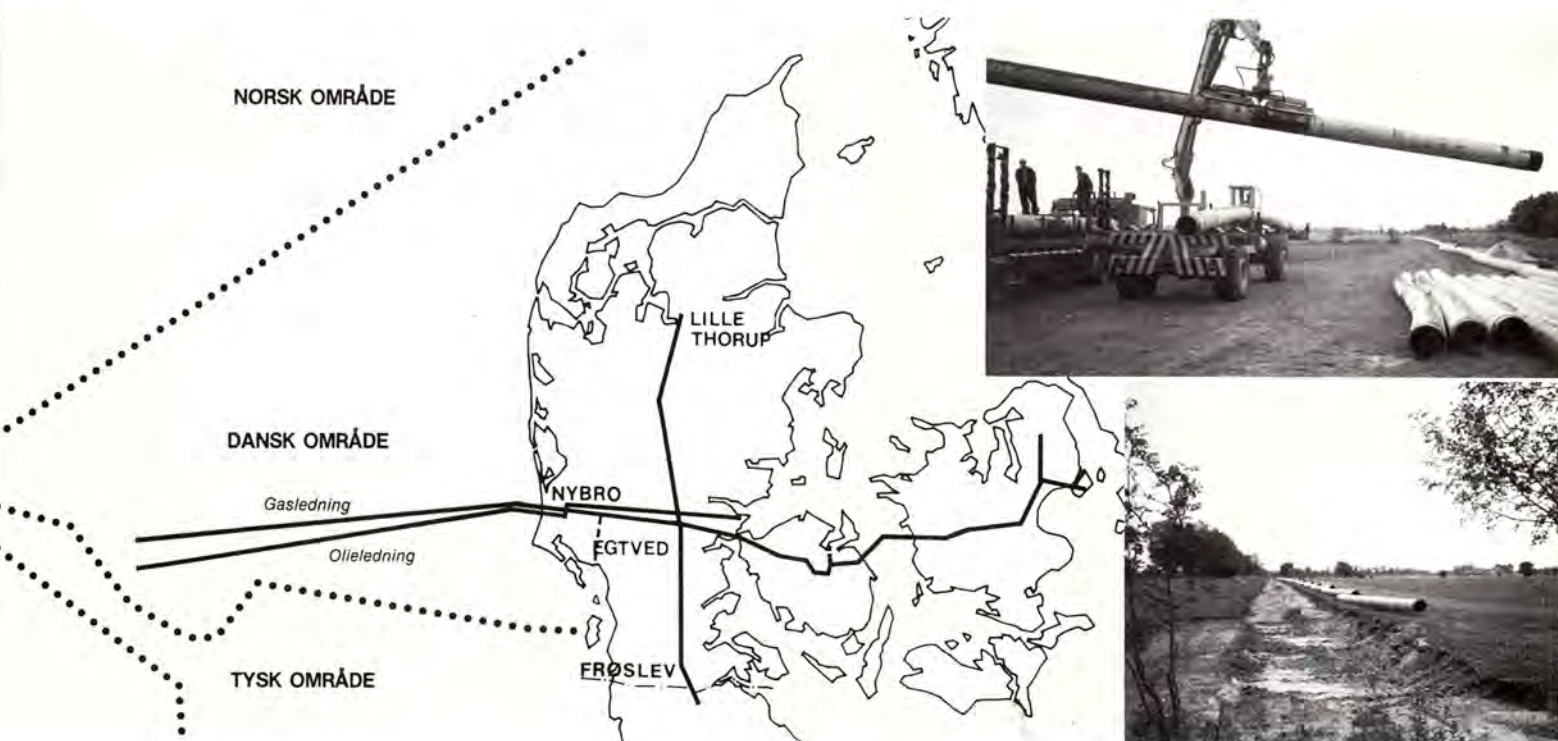 NORSK OMRÅDE
LILLE
THORUP
DANSK OMRÅDE
NYBRO
Gasledning
EGTVED
Olieledning
FRØSLEV
TYSK OMRÅDE